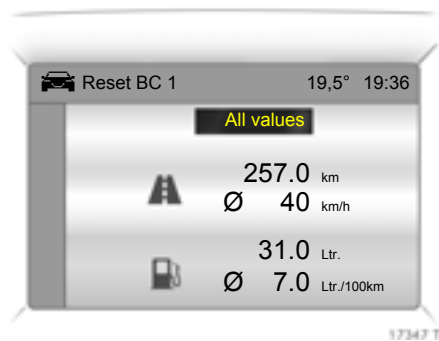 Reset BC 1 19,5° 19:36
All values
257.0 km
Ø 40 km/h
31.0 Ltr.
Ø 7.0 Ltr./100km
17347 T